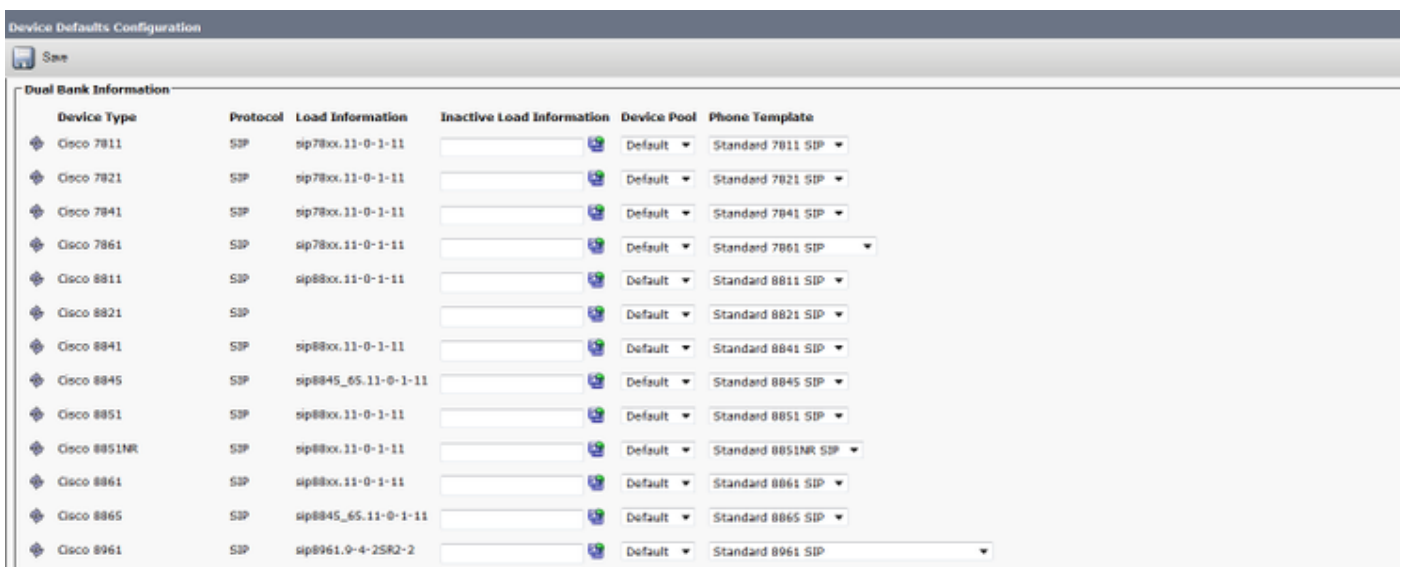 Device Defaults Configuration
Save
Dual Bank Information
Device Type Protocol Load Information Inactive Load Information Device Pool Phone Template
Cisco 7811 SIP sip78xx.11-0-1-11 Default Standard 7811 SIP
Cisco 7821 SIP sip78xx.11-0-1-11 Default Standard 7821 SIP
Cisco 7841 SIP sip78xx.11-0-1-11 Default Standard 7841 SIP
Cisco 7861 SIP sip78xx.11-0-1-11 Default Standard 7861 SIP
Cisco 8811 SIP sip88xx.11-0-1-11 Default Standard 8811 SIP
Cisco 8821 SIP Default Standard 8821 SIP
Cisco 8841 SIP sip88xx.11-0-1-11 Default Standard 8841 SIP
Cisco 8845 SIP sip8845_65.11-0-1-11 Default Standard 8845 SIP
Cisco 8851 SIP sip88xx.11-0-1-11 Default Standard 8851 SIP
Cisco 8851NR SIP sip88xx.11-0-1-11 Default Standard 8851NR SIP
Cisco 8861 SIP sip88xx.11-0-1-11 Default Standard 8861 SIP
Cisco 8865 SIP sip8845_65.11-0-1-11 Default Standard 8865 SIP
Cisco 8961 SIP sip8961.9-4-2SR2-2 Default Standard 8961 SIP